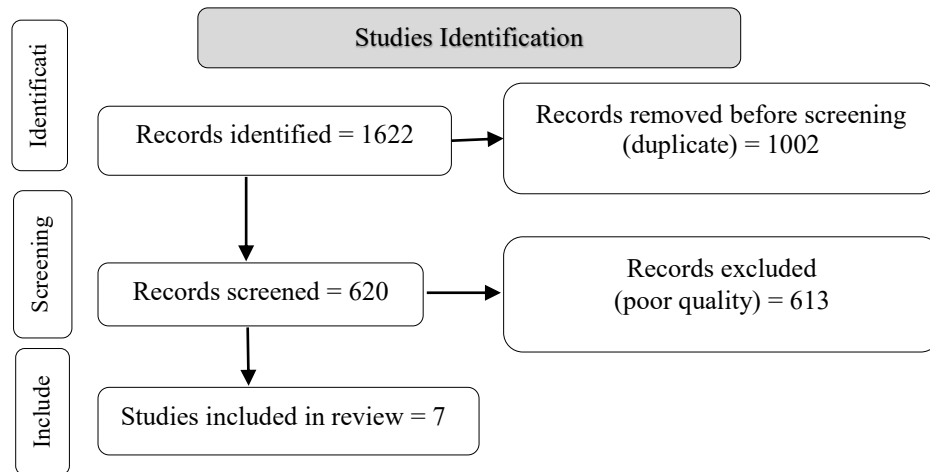 Studies Identification
Identificati
Records identified = 1622
Records removed before screening
(duplicate) = 1002
Screening
Records screened = 620
Records excluded
(poor quality) = 613
Include
Studies included in review = 7